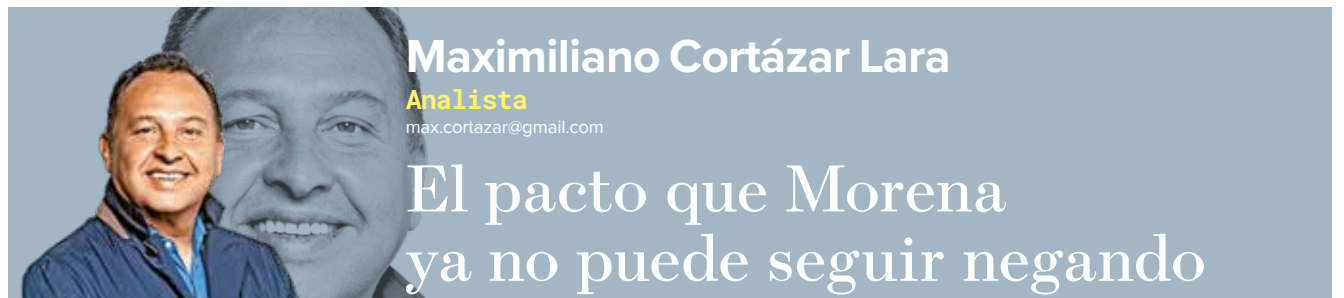 Maximiliano Cortázar Lara
Analista
max.cortazar@gmail.com
El pacto que Morena
ya no puede seguir negando